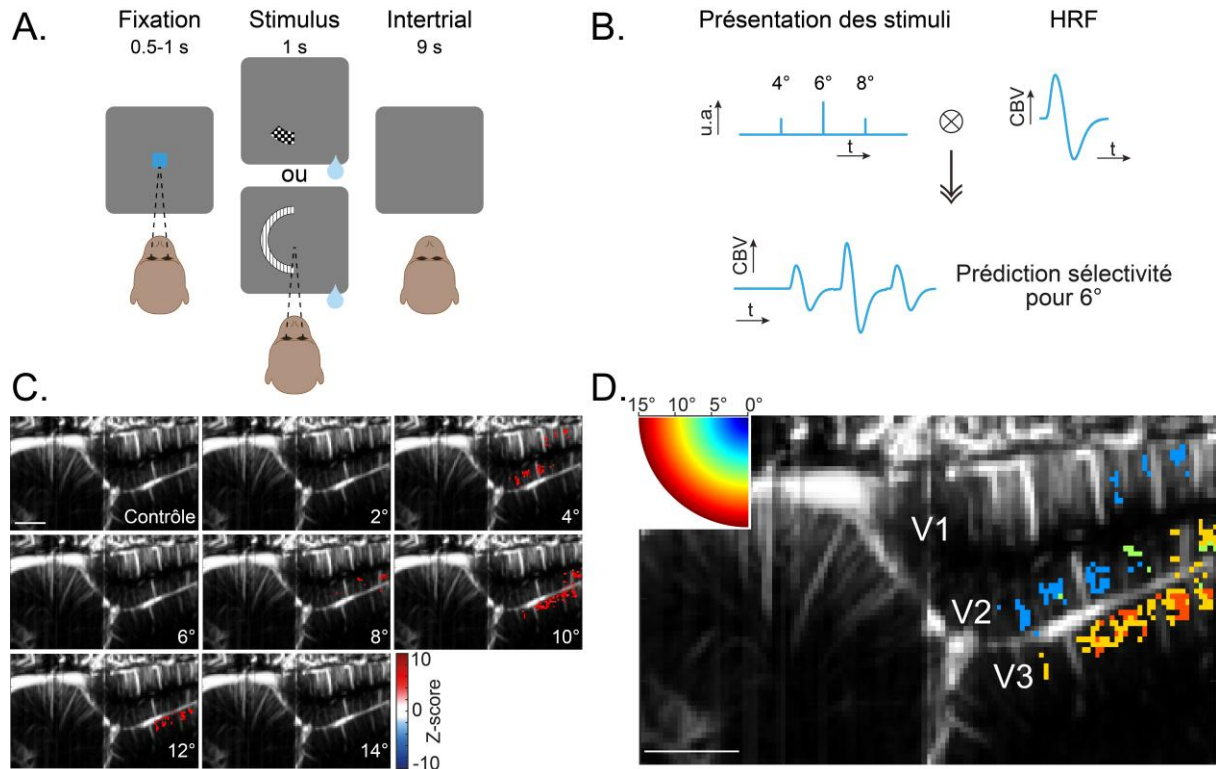 A.
Fixation
0.5-1 s
Stimulus
1 s
ou
Intertrial
9 s
B.
Présentation des stimuli
HRF
u.a.
4°
6°
8°
t
CBV
t
CBV
t
Prédiction sélectivité
pour 6°
C.
Contrôle
2°
4°
6°
8°
10°
12°
14°
10
0
-10
Z-score
D.
15° 10° 5° 0°
V1
V2
V3